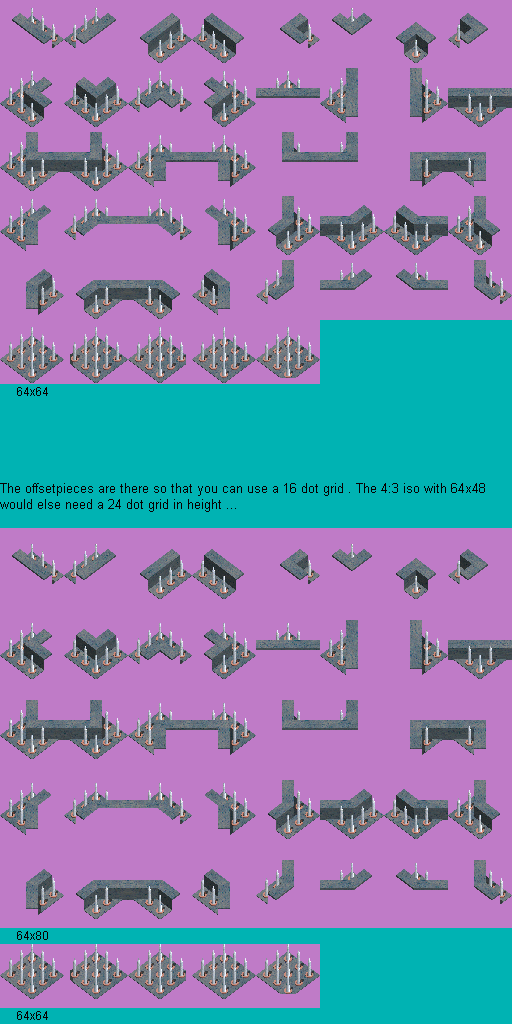 64x64
The offsetpieces are there so that you can use a 16 dot grid . The 4:3 iso with 64x48
would else need a 24 dot grid in height ...
64x80
64x64